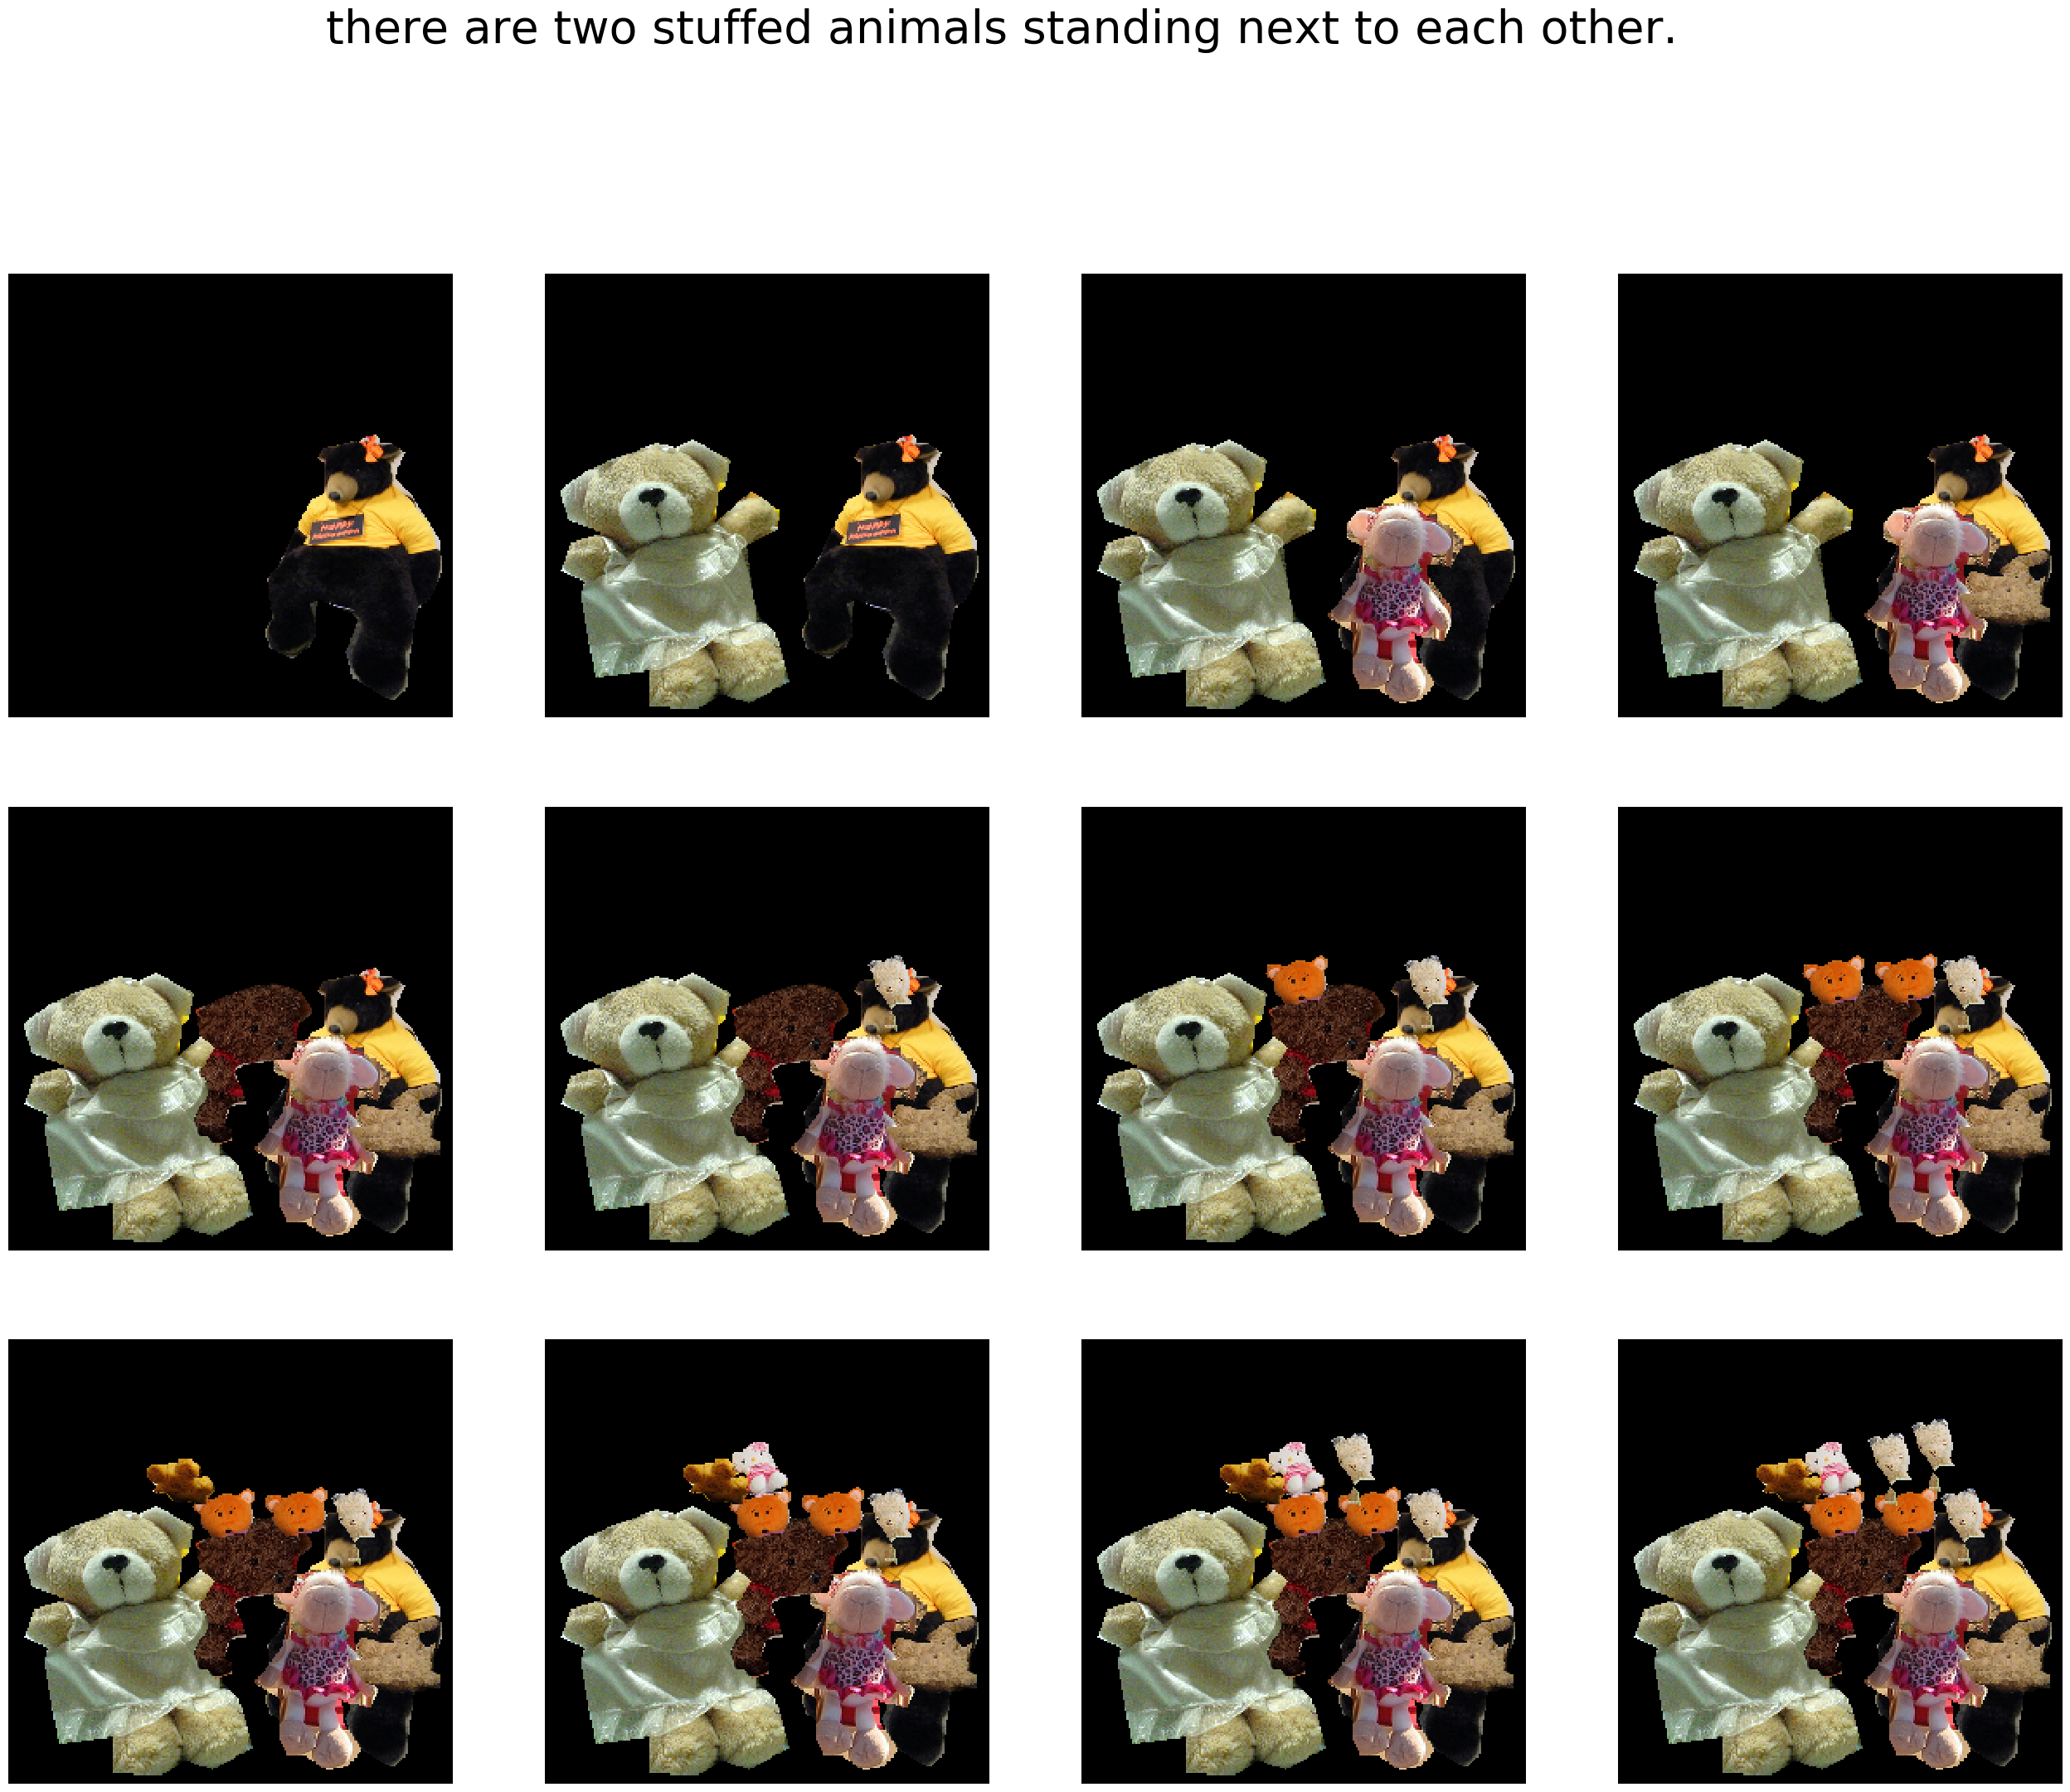 there are two stuffed animals standing next to each other.